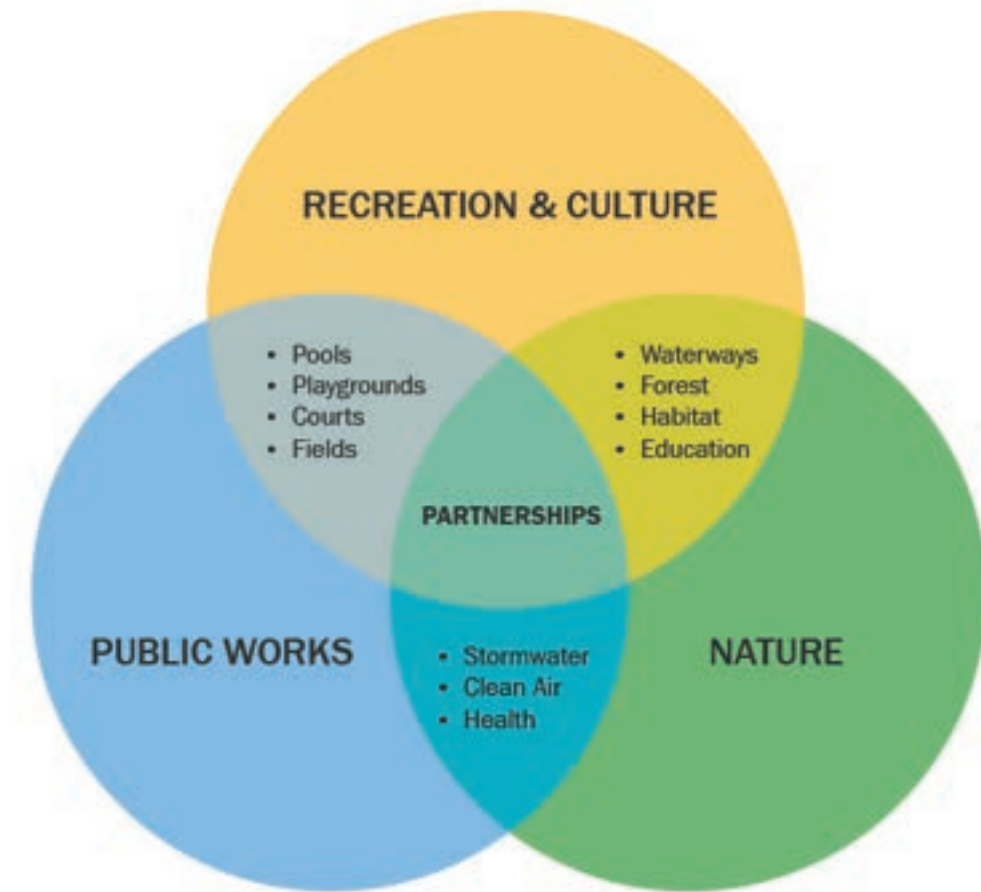 RECREATION & CULTURE
• Pools
• Playgrounds
• Courts
• Fields
• Waterways
• Forest
• Habitat
• Education
PARTNERSHIPS
PUBLIC WORKS
• Stormwater
• Clean Air
• Health
NATURE